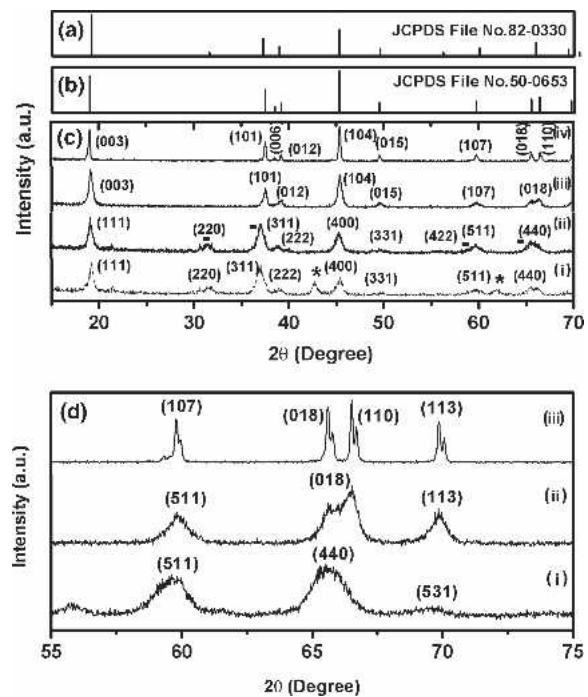 (a) JCPDS File No.82-0330
(b) JCPDS File No.50-0653
(c) (003) (101) (006) (012) (104) (015) (107) (018) (110) (iv)
(003) (101) (012) (104) (015) (107) (018) (iii)
(111) (220) (311) (222) (400) (331) (422) (511) (440) (ii)
(111) (220) (311) (222) * (400) (331) (511) * (440) (i)
15 20 30 40 50 60 70
2θ (Degree)
Intensity (a.u.)
(d) (107) (018) (110) (113) (iii)
(511) (018) (113) (ii)
(511) (440) (531) (i)
55 60 65 70 75
2θ (Degree)
Intensity (a.u.)